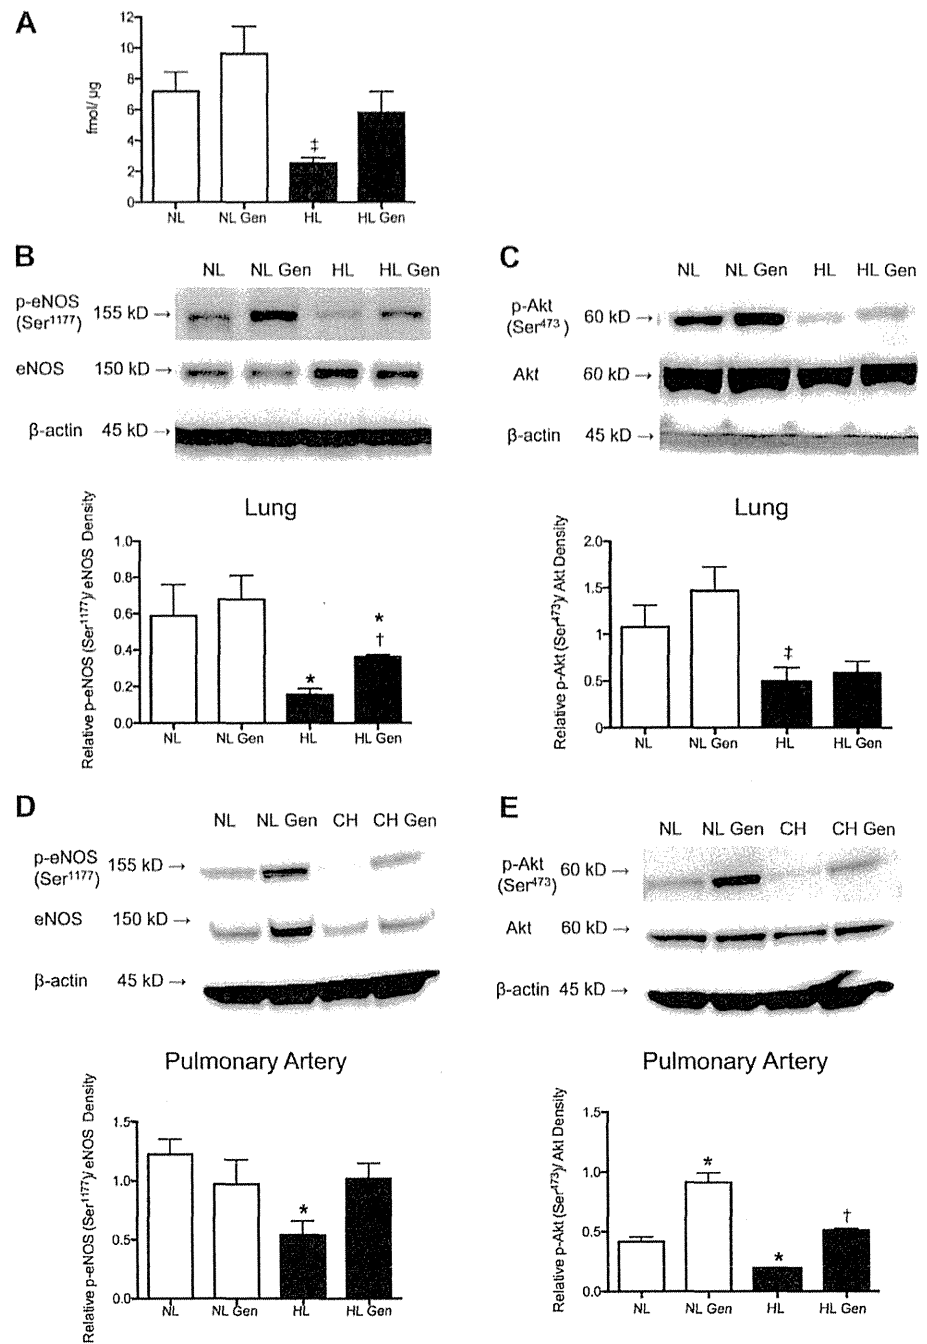 A
12
10
8
6
4
2
0
fmol/ µg
‡
NL NL Gen HL HL Gen
B
NL NL Gen HL HL Gen
p-eNOS 155 kD →
(Ser1177)
eNOS 150 kD →
β-actin 45 kD →
Lung
Relative p-eNOS (Ser1177)/ eNOS Density
1.0
0.8
0.6
0.4
0.2
0.0
*
*
†
NL NL Gen HL HL Gen
C
NL NL Gen HL HL Gen
p-Akt 60 kD →
(Ser473)
Akt 60 kD →
β-actin 45 kD →
Lung
Relative p-Akt (Ser473)/ Akt Density
2.0
1.5
1
0.5
0
‡
NL NL Gen HL HL Gen
D
NL NL Gen CH CH Gen
p-eNOS 155 kD →
(Ser1177)
eNOS 150 kD →
β-actin 45 kD →
Pulmonary Artery
Relative p-eNOS (Ser1177)/ eNOS Density
1.5
1.0
0.5
0.0
*
NL NL Gen HL HL Gen
E
NL NL Gen CH CH Gen
p-Akt 60 kD →
(Ser473)
Akt 60 kD →
β-actin 45 kD →
Pulmonary Artery
Relative p-Akt (Ser473)/ Akt Density
1.5
1.0
0.5
0.0
*
*
†
NL NL Gen HL HL Gen